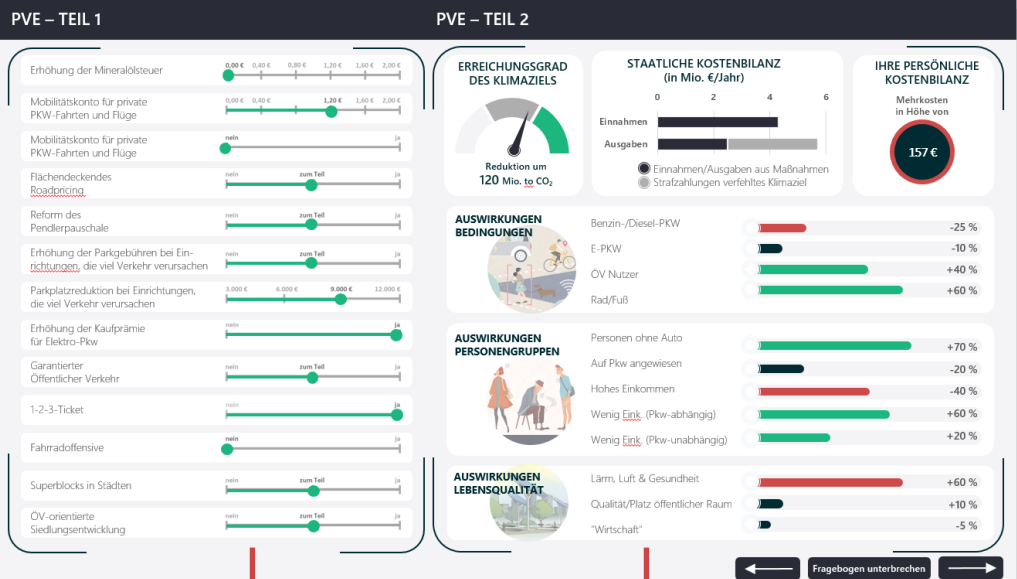 PVE – TEIL 1
Erhöhung der Mineralölsteuer
0,00 € 0,40 € 0,80 € 1,20 € 1,60 € 2,00 €
Mobilitätskonto für private
PKW-Fahrten und Flüge
0,00 € 0,40 € 1,20 € 1,60 € 2,00 €
Mobilitätskonto für private
PKW-Fahrten und Flüge
nein ja
Flächendeckendes
Roadpricing
nein zum Teil ja
Reform des
Pendlerpauschale
nein zum Teil ja
Erhöhung der Parkgebühren bei Ein-
richtungen, die viel Verkehr verursachen
nein zum Teil ja
Parkplatzreduktion bei Einrichtungen,
die viel Verkehr verursachen
3.000 € 6.000 € 9.000 € 12.000 €
Erhöhung der Kaufprämie
für Elektro-Pkw
nein ja
Garantierter
Öffentlicher Verkehr
nein zum Teil ja
1-2-3-Ticket
nein ja
Fahrradoffensive
nein ja
Superblocks in Städten
nein zum Teil ja
ÖV-orientierte
Siedlungsentwicklung
nein zum Teil ja
PVE – TEIL 2
ERREICHUNGSGRAD
DES KLIMAZIELS
Reduktion um
120 Mio. to CO₂
STAATLICHE KOSTENBILANZ
(in Mio. €/Jahr)
0 2 4 6
Einnahmen
Ausgaben
Einnahmen/Ausgaben aus Maßnahmen
Strafzahlungen verfehltes Klimaziel
IHRE PERSÖNLICHE
KOSTENBILANZ
Mehrkosten
in Höhe von
157 €
AUSWIRKUNGEN
BEDINGUNGEN
Benzin-/Diesel-PKW
-25 %
E-PKW
-10 %
ÖV Nutzer
+40 %
Rad/Fuß
+60 %
AUSWIRKUNGEN
PERSONENGRUPPEN
Personen ohne Auto
+70 %
Auf Pkw angewiesen
-20 %
Hohes Einkommen
-40 %
Wenig Eink. (Pkw-abhängig)
+60 %
Wenig Eink. (Pkw-unabhängig)
+20 %
AUSWIRKUNGEN
LEBENSQUALITÄT
Lärm, Luft & Gesundheit
+60 %
Qualität/Platz öffentlicher Raum
+10 %
"Wirtschaft"
-5 %
Fragebogen unterbrechen